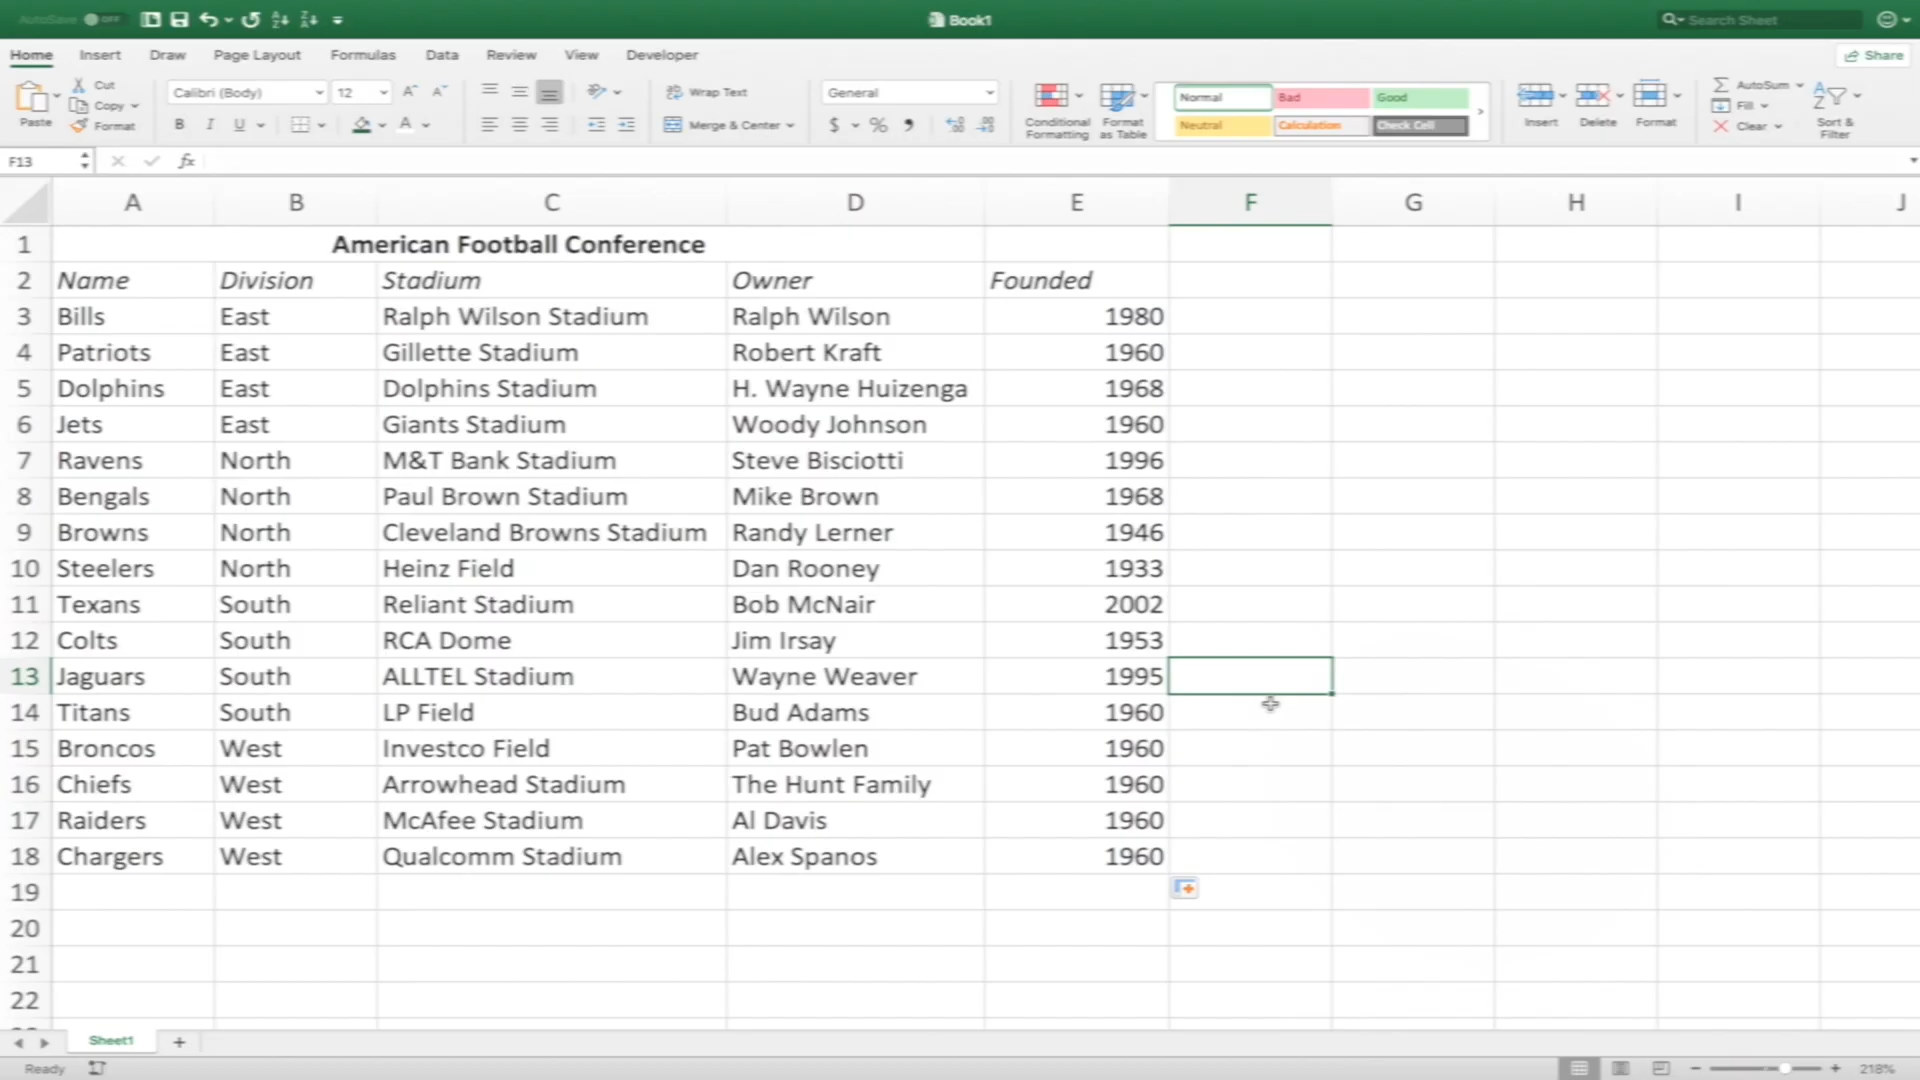 AutoSave OFF Book1 Search Sheet
Home Insert Draw Page Layout Formulas Data Review View Developer Share
Paste Cut Copy Format
Calibri (Body) 12 A A
B I U A
Wrap Text
Merge & Center
General
$ %
Conditional Formatting Format as Table
Normal Bad Good
Neutral Calculation Check Cell
Insert Delete Format
AutoSum
Fill
Clear
Sort & Filter
F13 fx
A B C D E F G H I J
1 American Football Conference
2 Name Division Stadium Owner Founded
3 Bills East Ralph Wilson Stadium Ralph Wilson 1980
4 Patriots East Gillette Stadium Robert Kraft 1960
5 Dolphins East Dolphins Stadium H. Wayne Huizenga 1968
6 Jets East Giants Stadium Woody Johnson 1960
7 Ravens North M&T Bank Stadium Steve Bisciotti 1996
8 Bengals North Paul Brown Stadium Mike Brown 1968
9 Browns North Cleveland Browns Stadium Randy Lerner 1946
10 Steelers North Heinz Field Dan Rooney 1933
11 Texans South Reliant Stadium Bob McNair 2002
12 Colts South RCA Dome Jim Irsay 1953
13 Jaguars South ALLTEL Stadium Wayne Weaver 1995
14 Titans South LP Field Bud Adams 1960
15 Broncos West Investco Field Pat Bowlen 1960
16 Chiefs West Arrowhead Stadium The Hunt Family 1960
17 Raiders West McAfee Stadium Al Davis 1960
18 Chargers West Qualcomm Stadium Alex Spanos 1960
19
20
21
22
Sheet1 +
Ready 218%